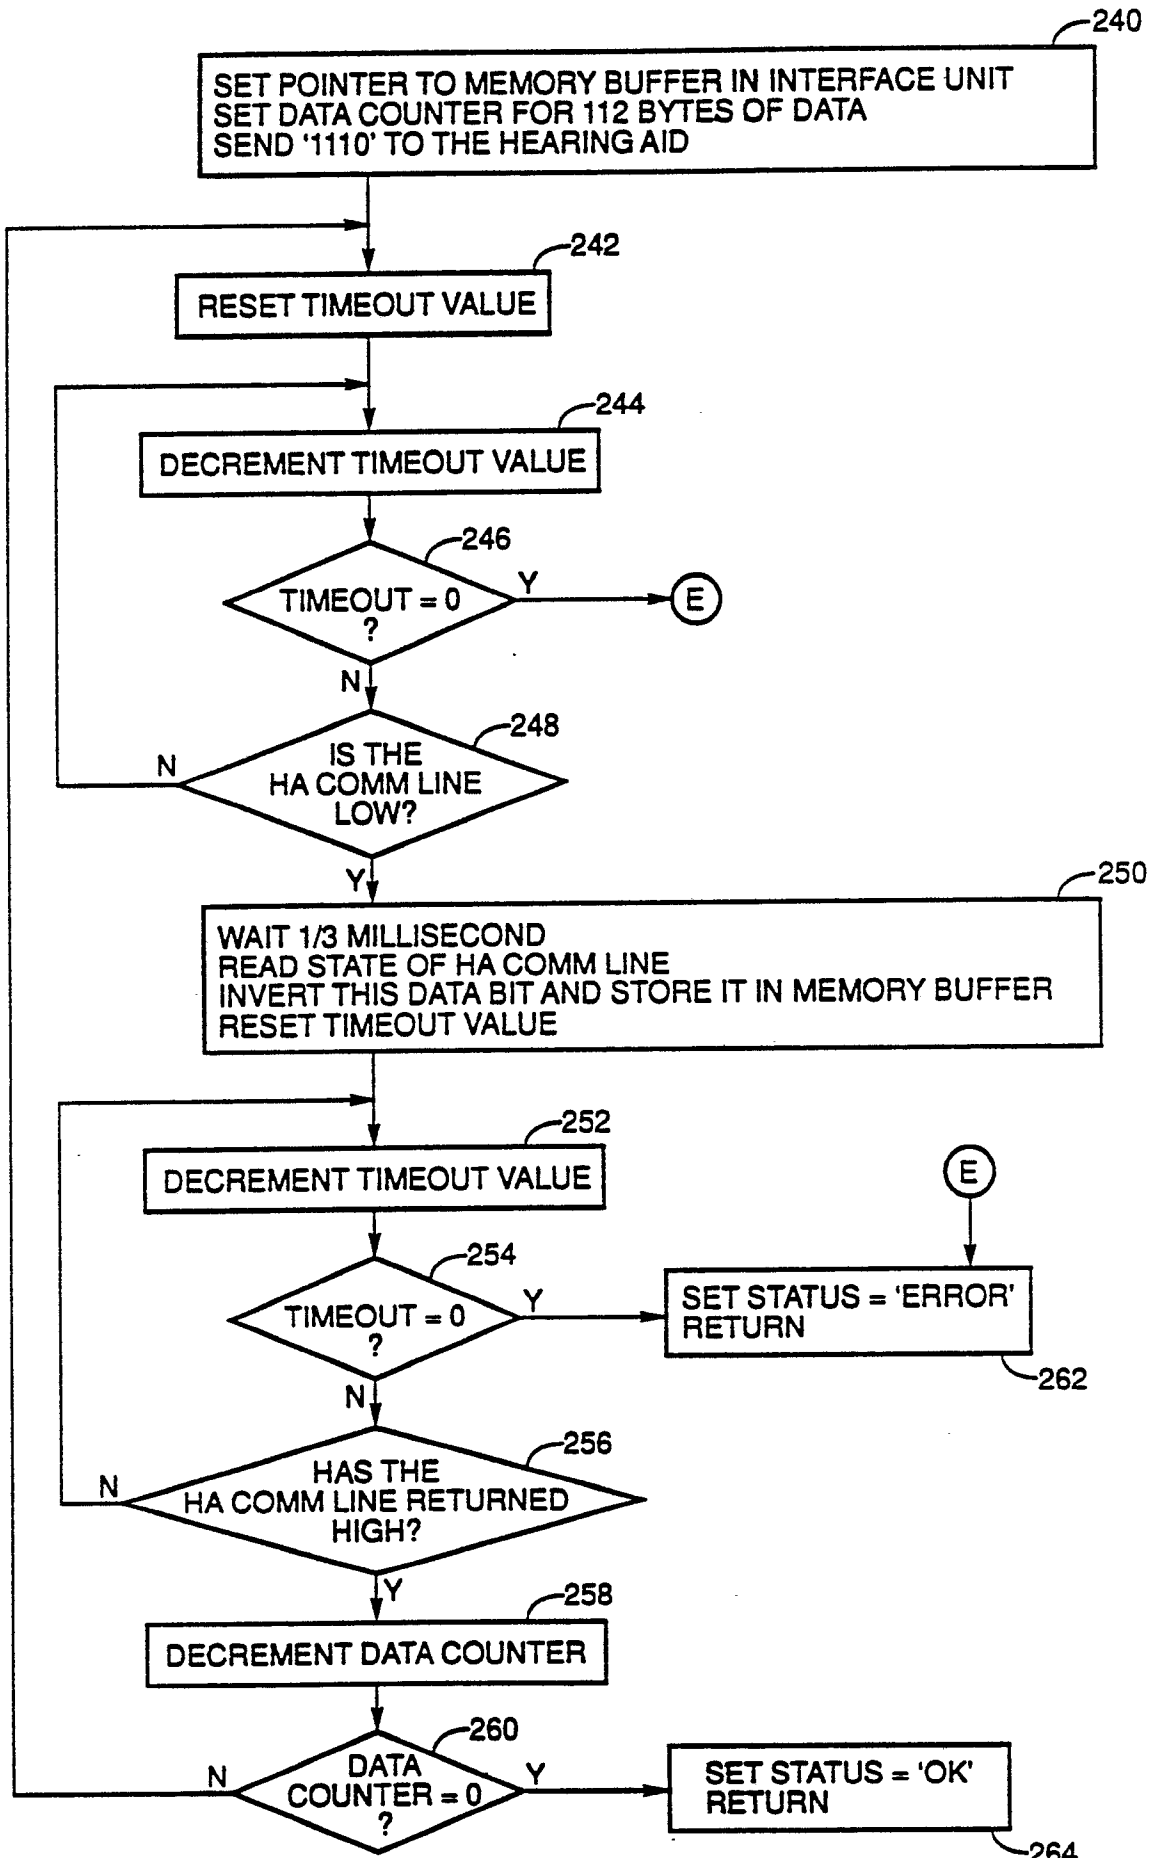 240
SET POINTER TO MEMORY BUFFER IN INTERFACE UNIT
SET DATA COUNTER FOR 112 BYTES OF DATA
SEND '1110' TO THE HEARING AID
242
RESET TIMEOUT VALUE
244
DECREMENT TIMEOUT VALUE
246
TIMEOUT = 0
?
Y
E
N
248
IS THE
HA COMM LINE
LOW?
N
Y
250
WAIT 1/3 MILLISECOND
READ STATE OF HA COMM LINE
INVERT THIS DATA BIT AND STORE IT IN MEMORY BUFFER
RESET TIMEOUT VALUE
252
DECREMENT TIMEOUT VALUE
E
254
TIMEOUT = 0
?
Y
SET STATUS = 'ERROR'
RETURN
262
N
256
HAS THE
HA COMM LINE RETURNED
HIGH?
N
Y
258
DECREMENT DATA COUNTER
260
DATA
COUNTER = 0
?
N
Y
SET STATUS = 'OK'
RETURN
264